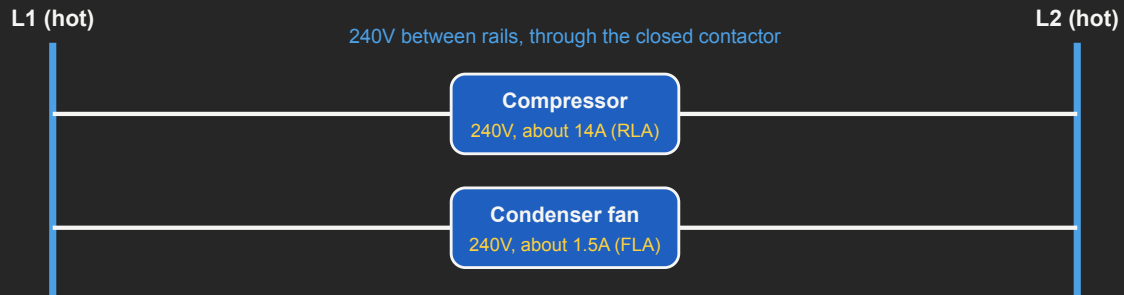 L1 (hot)
L2 (hot)
240V between rails, through the closed contactor
Compressor
240V, about 14A (RLA)
Condenser fan
240V, about 1.5A (FLA)